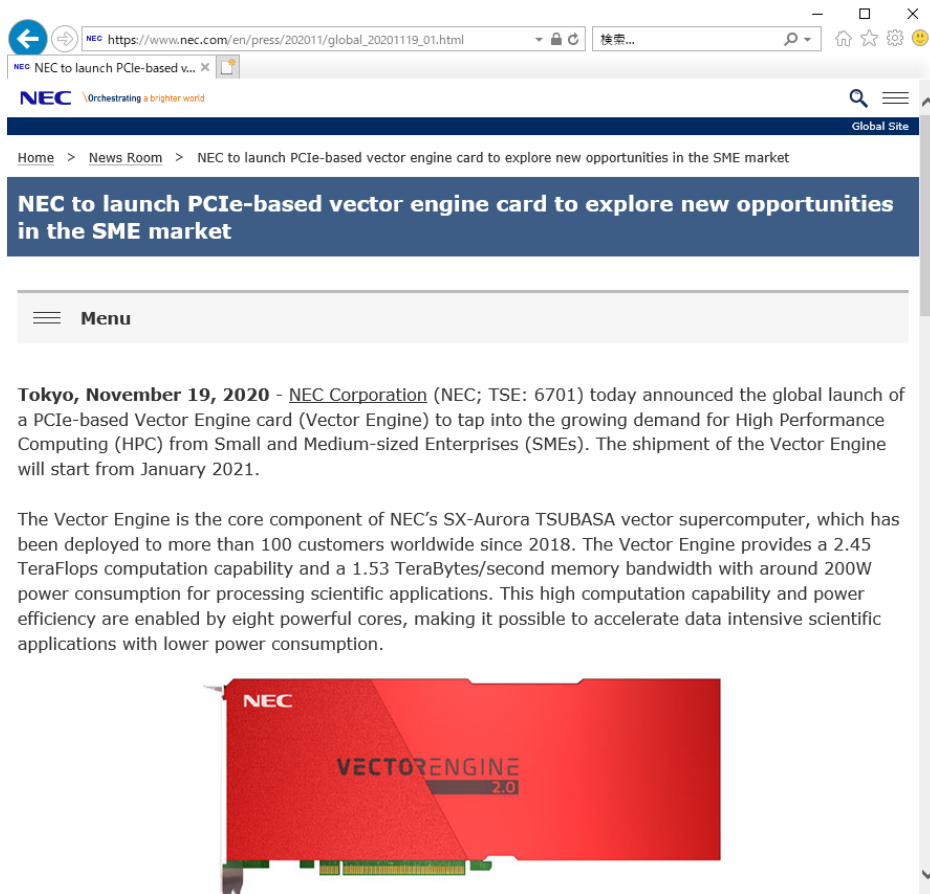 NEC https://www.nec.com/en/press/202011/global_20201119_01.html
検索...
NEC NEC to launch PCIe-based v...
NEC \Orchestrating a brighter world
Global Site
Home > News Room > NEC to launch PCIe-based vector engine card to explore new opportunities in the SME market
NEC to launch PCIe-based vector engine card to explore new opportunities
in the SME market
Menu
Tokyo, November 19, 2020 - NEC Corporation (NEC; TSE: 6701) today announced the global launch of
a PCIe-based Vector Engine card (Vector Engine) to tap into the growing demand for High Performance
Computing (HPC) from Small and Medium-sized Enterprises (SMEs). The shipment of the Vector Engine
will start from January 2021.
The Vector Engine is the core component of NEC’s SX-Aurora TSUBASA vector supercomputer, which has
been deployed to more than 100 customers worldwide since 2018. The Vector Engine provides a 2.45
TeraFlops computation capability and a 1.53 TeraBytes/second memory bandwidth with around 200W
power consumption for processing scientific applications. This high computation capability and power
efficiency are enabled by eight powerful cores, making it possible to accelerate data intensive scientific
applications with lower power consumption.
NEC
VECTORENGINE
2.0